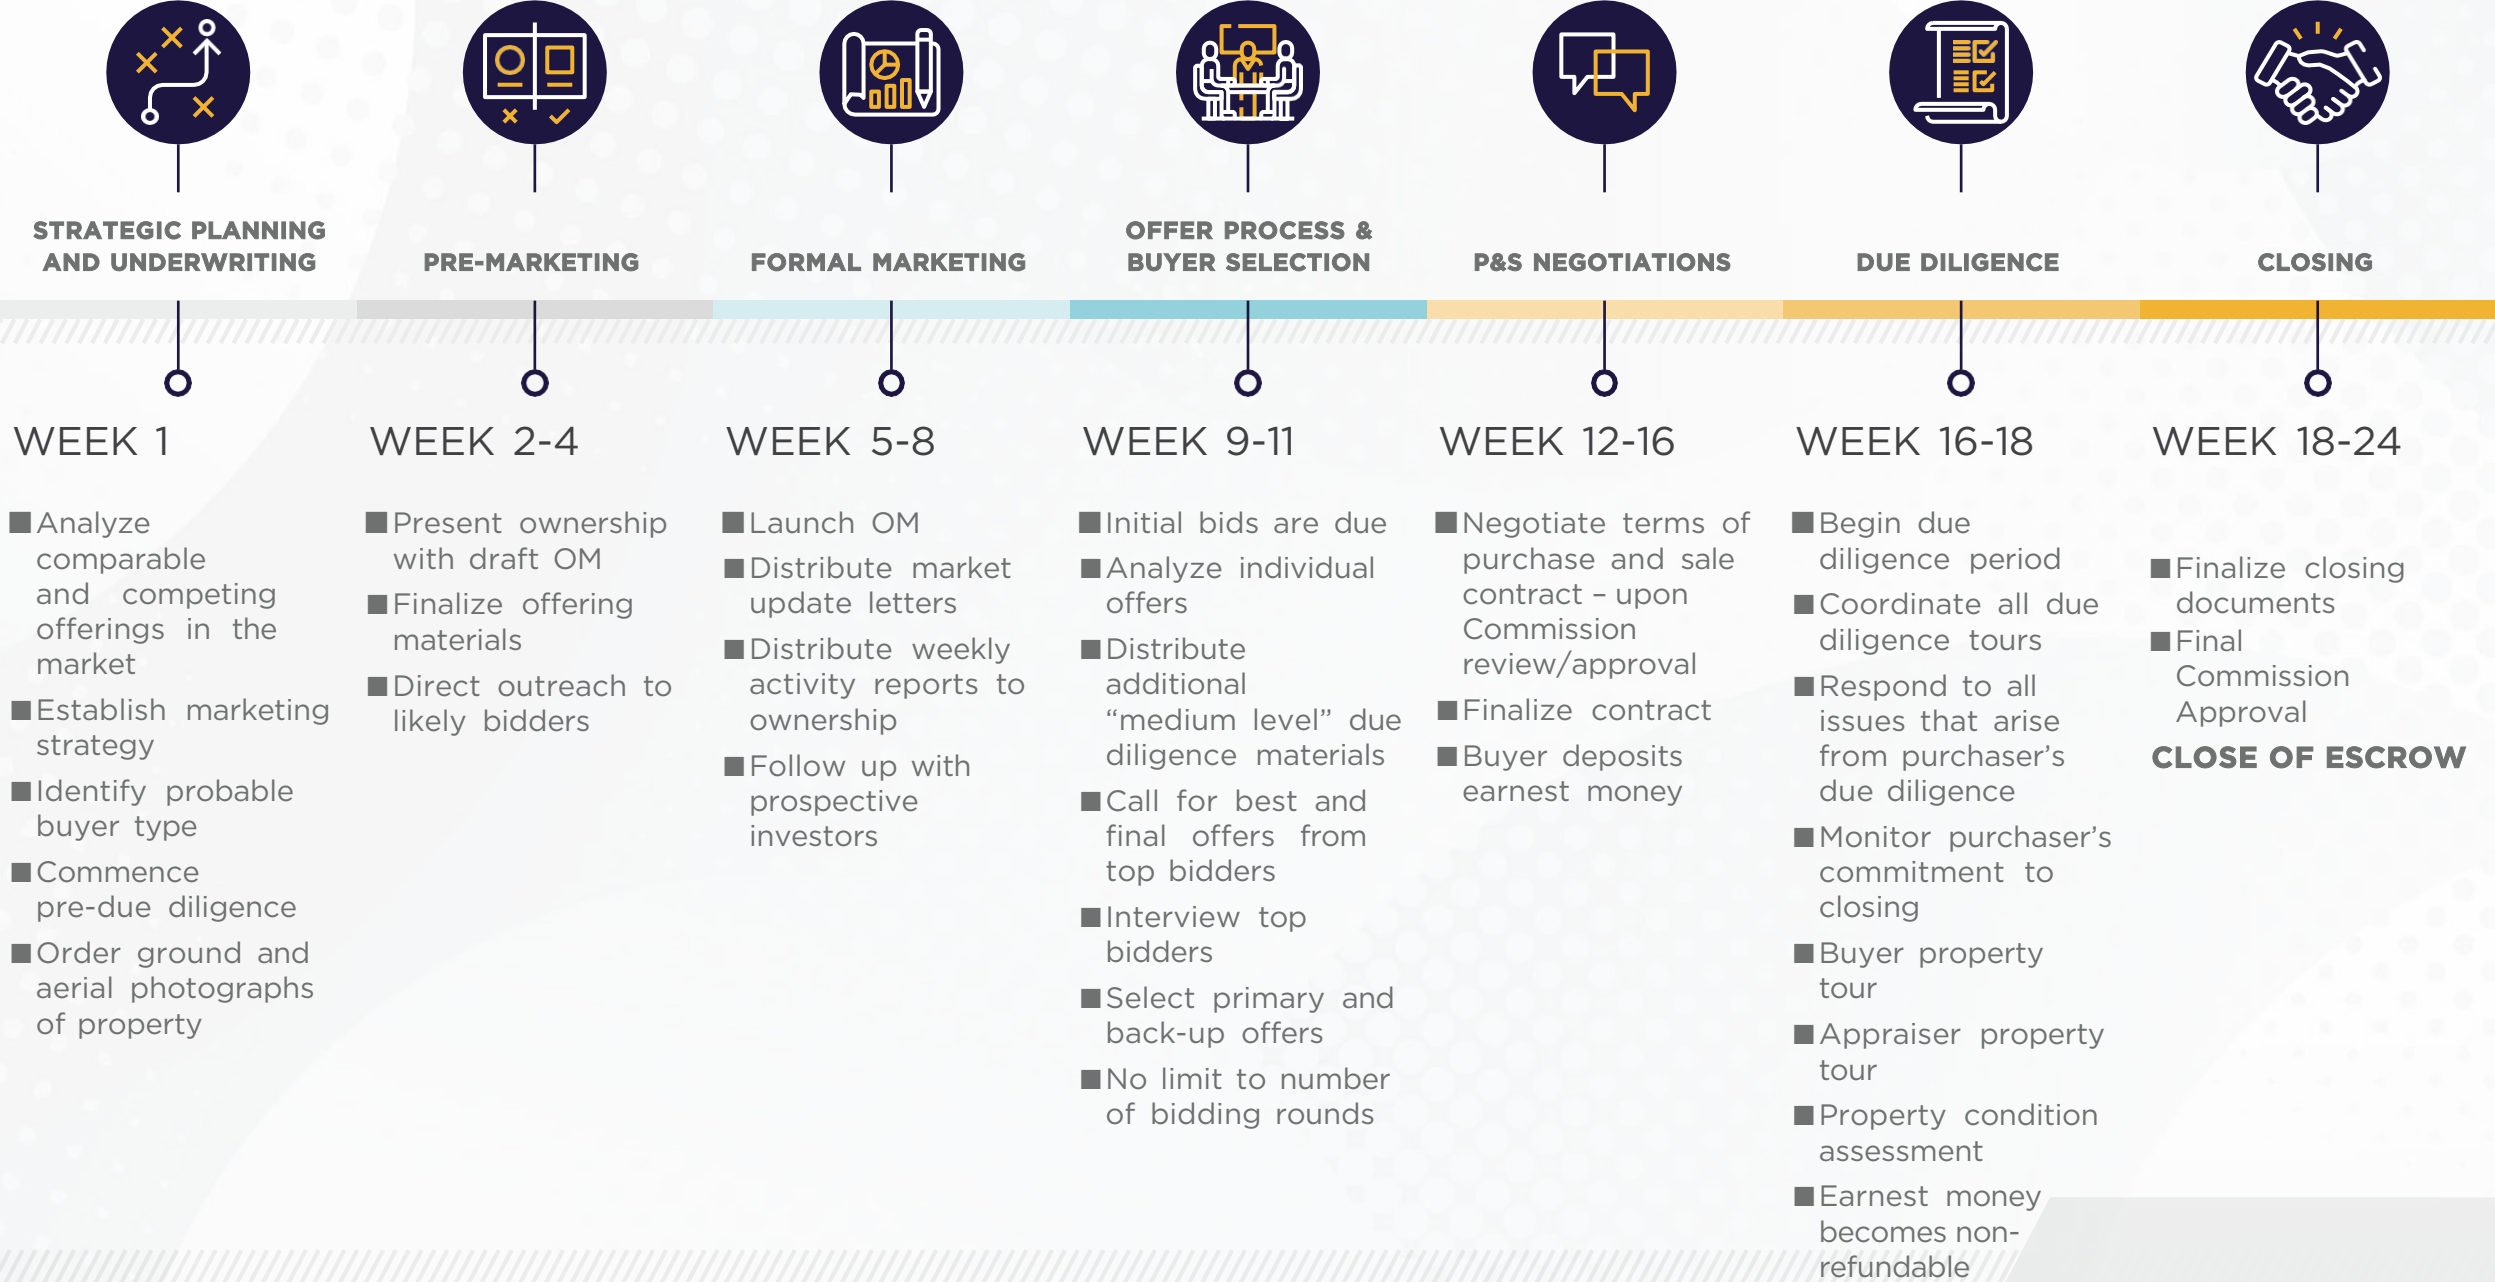 STRATEGIC PLANNING
AND UNDERWRITING
PRE-MARKETING
FORMAL MARKETING
OFFER PROCESS &
BUYER SELECTION
P&S NEGOTIATIONS
DUE DILIGENCE
CLOSING
WEEK 1
■ Analyze
comparable
and competing
offerings in the
market
■ Establish marketing
strategy
■ Identify probable
buyer type
■ Commence
pre-due diligence
■ Order ground and
aerial photographs
of property
WEEK 2-4
■ Present ownership
with draft OM
■ Finalize offering
materials
■ Direct outreach to
likely bidders
WEEK 5-8
■ Launch OM
■ Distribute market
update letters
■ Distribute weekly
activity reports to
ownership
■ Follow up with
prospective
investors
WEEK 9-11
■ Initial bids are due
■ Analyze individual
offers
■ Distribute
additional
“medium level” due
diligence materials
■ Call for best and
final offers from
top bidders
■ Interview top
bidders
■ Select primary and
back-up offers
■ No limit to number
of bidding rounds
WEEK 12-16
■ Negotiate terms of
purchase and sale
contract – upon
Commission
review/approval
■ Finalize contract
■ Buyer deposits
earnest money
WEEK 16-18
■ Begin due
diligence period
■ Coordinate all due
diligence tours
■ Respond to all
issues that arise
from purchaser’s
due diligence
■ Monitor purchaser’s
commitment to
closing
■ Buyer property
tour
■ Appraiser property
tour
■ Property condition
assessment
■ Earnest money
becomes non-
refundable
WEEK 18-24
■ Finalize closing
documents
■ Final
Commission
Approval
CLOSE OF ESCROW